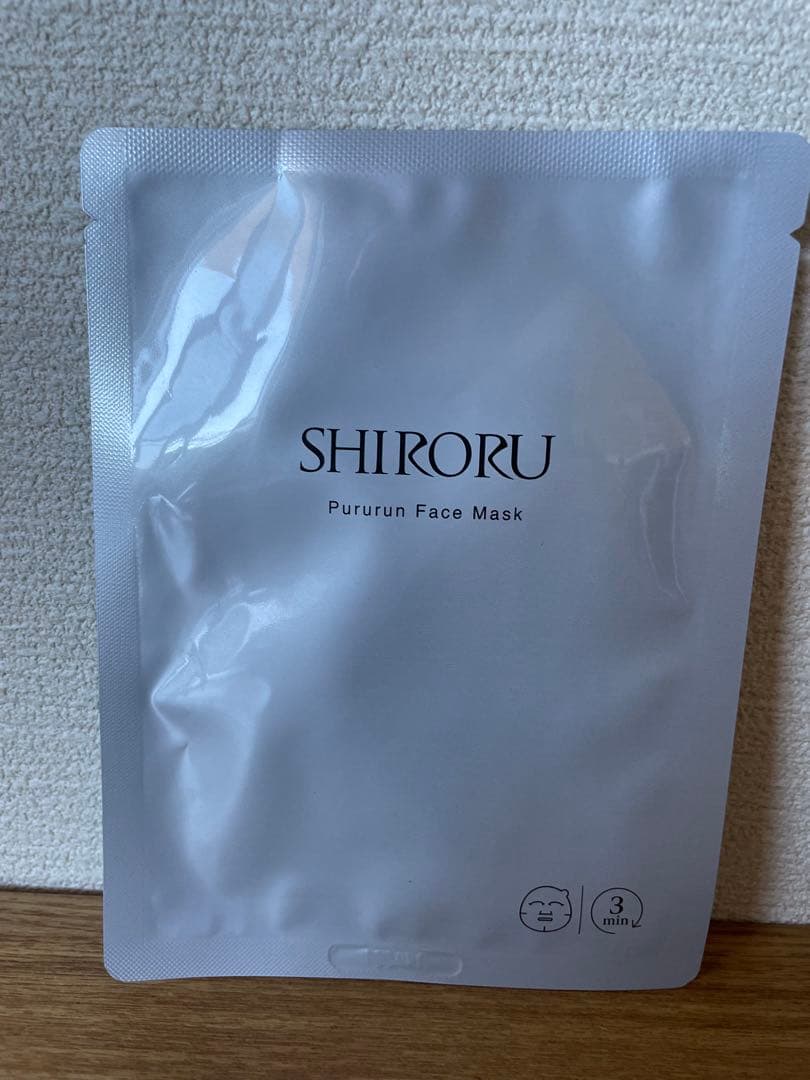 SHIRORU
Pururun Face Mask
3
min